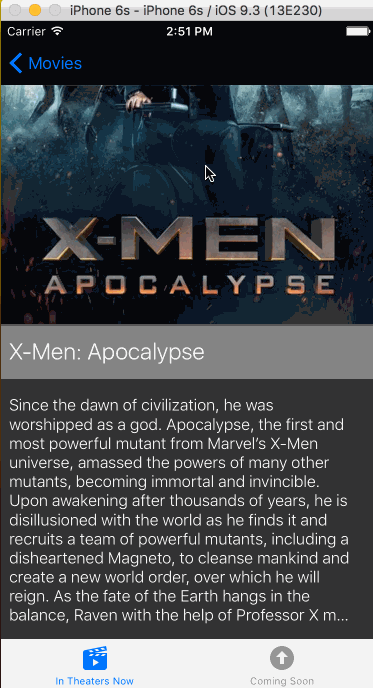 iPhone 6s - iPhone 6s / iOS 9.3 (13E230)
Carrier 2:51 PM
Movies
X-MEN
APOCALYPSE
X-Men: Apocalypse
Since the dawn of civilization, he was
worshipped as a god. Apocalypse, the first and
most powerful mutant from Marvel's X-Men
universe, amassed the powers of many other
mutants, becoming immortal and invincible.
Upon awakening after thousands of years, he is
disillusioned with the world as he finds it and
recruits a team of powerful mutants, including a
disheartened Magneto, to cleanse mankind and
create a new world order, over which he will
reign. As the fate of the Earth hangs in the
balance, Raven with the help of Professor X m...
In Theaters Now Coming Soon